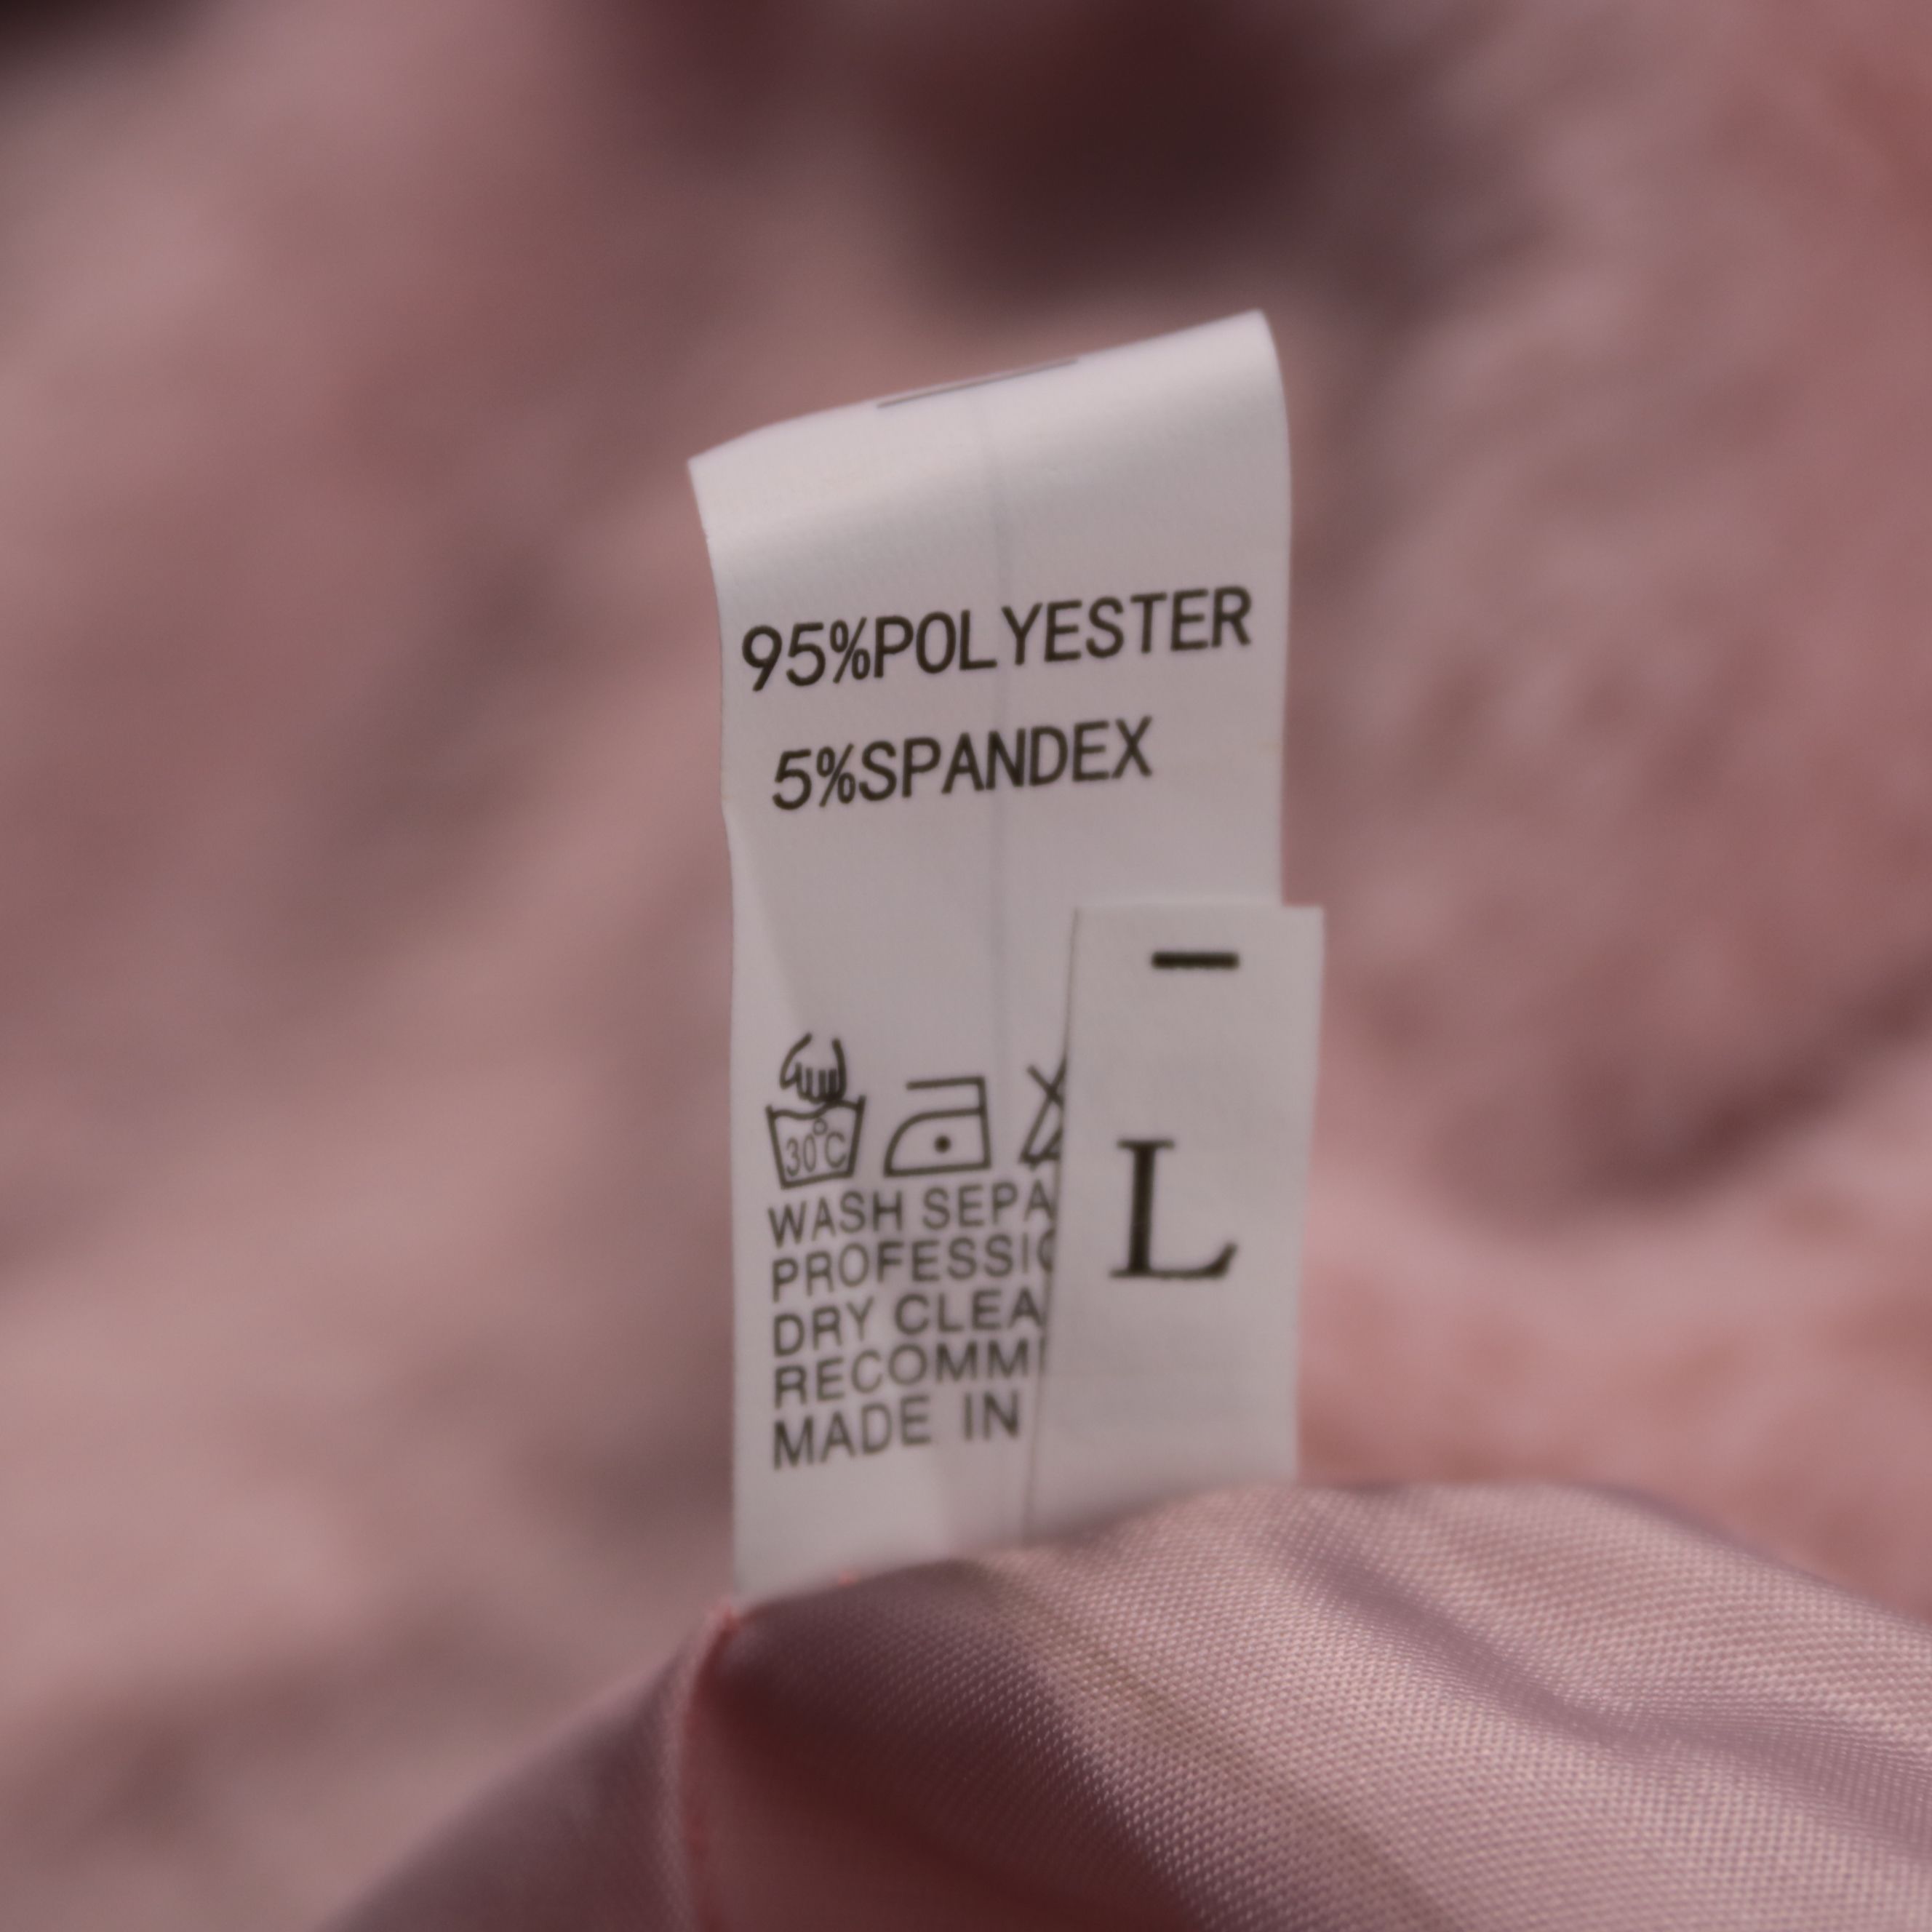 95%POLYESTER
5%SPANDEX
30°C
WASH SEPA
PROFESSIO
DRY CLEA
RECOMM
MADE IN
L